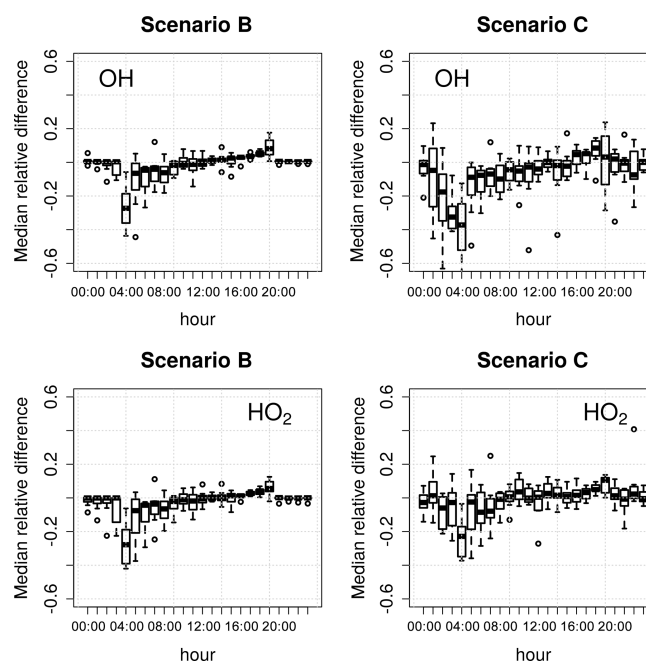 Scenario B
Scenario C
Median relative difference
0.6
0.2
-0.2
-0.6
OH
00:00 04:00 08:00 12:00 16:00 20:00
hour
Median relative difference
0.6
0.2
-0.2
-0.6
OH
00:00 04:00 08:00 12:00 16:00 20:00
hour
Scenario B
Scenario C
Median relative difference
0.6
0.2
-0.2
-0.6
HO₂
00:00 04:00 08:00 12:00 16:00 20:00
hour
Median relative difference
0.6
0.2
-0.2
-0.6
HO₂
00:00 04:00 08:00 12:00 16:00 20:00
hour